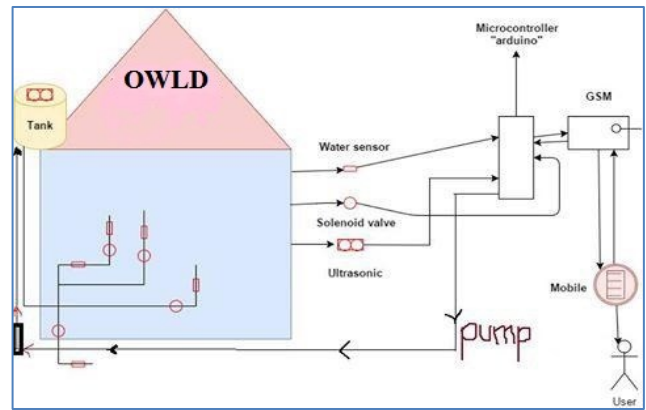 Microcontroller
"arduino"
OWLD
GSM
Tank
Water sensor
Solenoid valve
Ultrasonic
Mobile
pump
User